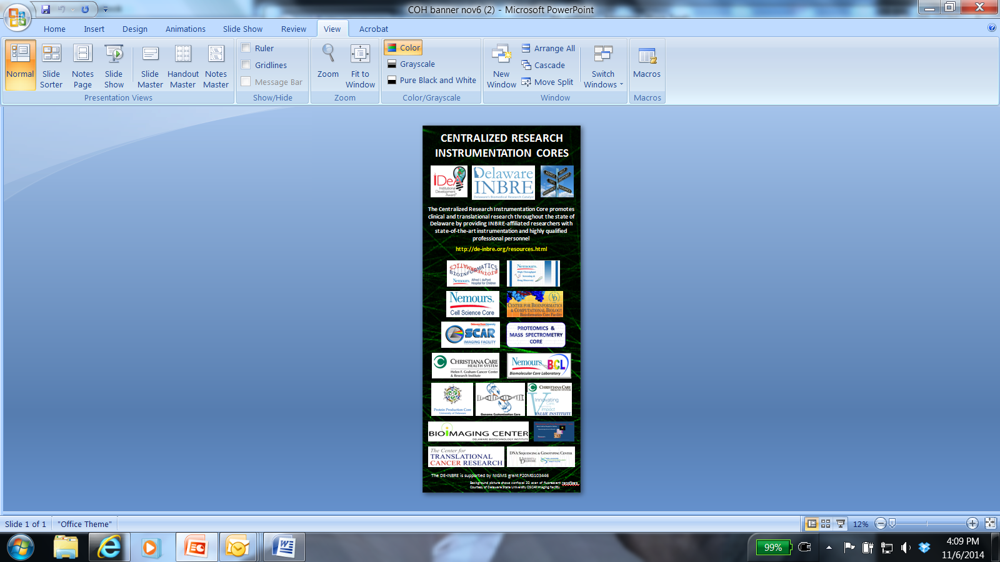 COH banner nov6 (2) - Microsoft PowerPoint
Home Insert Design Animations Slide Show Review View Acrobat
Normal
Slide Sorter
Notes Page
Slide Show
Slide Master
Handout Master
Notes Master
Presentation Views
Ruler
Gridlines
Message Bar
Show/Hide
Zoom
Fit to Window
Zoom
Color
Grayscale
Pure Black and White
Color/Grayscale
New Window
Arrange All
Cascade
Move Split
Switch Windows
Window
Macros
Macros
CENTRALIZED RESEARCH
INSTRUMENTATION CORES
IDeA
Institutional
Development
Award
Delaware
INBRE
Delaware's Biomedical Research Catalyst
The Centralized Research Instrumentation Core promotes
clinical and translational research throughout the state of
Delaware by providing INBRE-affiliated researchers with
state-of-the-art instrumentation and highly qualified
professional personnel
http://de-inbre.org/resources.html
BIOINFORMATICS
Nemours. Alfred I. duPont
Hospital for Children
Nemours.
High-Throughput
Screening &
Drug Discovery
Nemours.
Cell Science Core
CENTER FOR BIOINFORMATICS
& COMPUTATIONAL BIOLOGY
Bioinformatics Core Facility
Delaware State University
OSCAR
IMAGING FACILITY
PROTEOMICS &
MASS SPECTROMETRY
CORE
CHRISTIANA CARE
HEALTH SYSTEM
Helen F. Graham Cancer Center
& Research Institute
Nemours BCL
Biomolecular Core Laboratory
Protein Production Core
University of Delaware
Genome Customization Core
CHRISTIANA CARE
HEALTH SYSTEM
Innovating
Care
Impact
VALUE INSTITUTE
BIOIMAGING CENTER
DELAWARE BIOTECHNOLOGY INSTITUTE
The Center for
TRANSLATIONAL
CANCER RESEARCH
DNA SEQUENCING & GENOTYPING CENTER
The DE-INBRE is supported by NIGMS grant P20MG103446
Background picture shows confocal 2D scan of fluorescent
Courtesy of Delaware State University OSCAR imaging facility
Slide 1 of 1 "Office Theme" 12%
99%
4:09 PM
11/6/2014